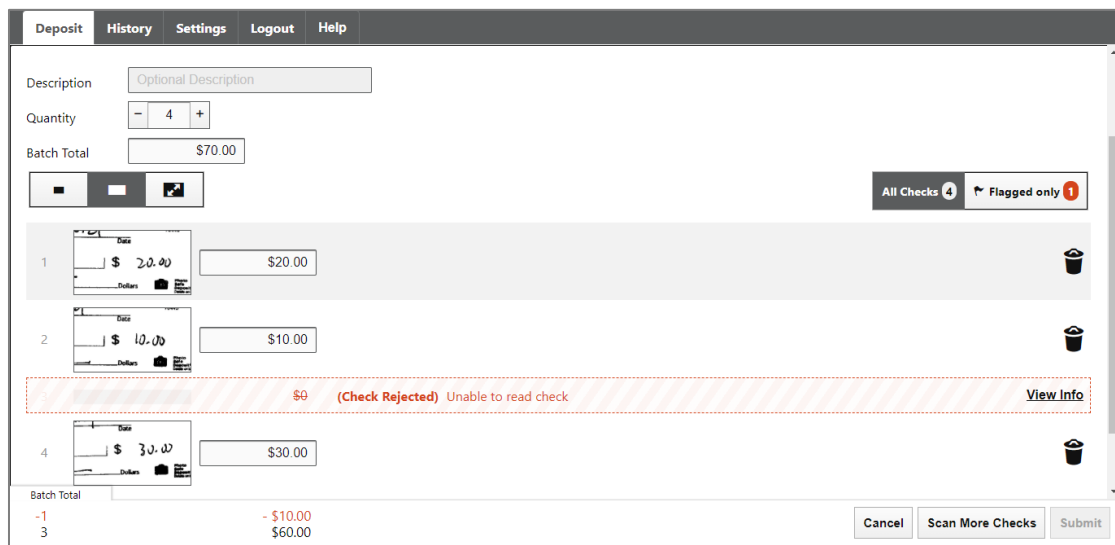 Deposit History Settings Logout Help
Description Optional Description
Quantity - 4 +
Batch Total $70.00
All Checks 4 Flagged only 1
Date
1 $ 20.00 $20.00
Dollars
Date
2 $ 10.00 $10.00
Dollars
3 $0 (Check Rejected) Unable to read check View Info
Date
4 $ 30.00 $30.00
Dollars
Batch Total
-1 - $10.00
3 $60.00
Cancel Scan More Checks Submit